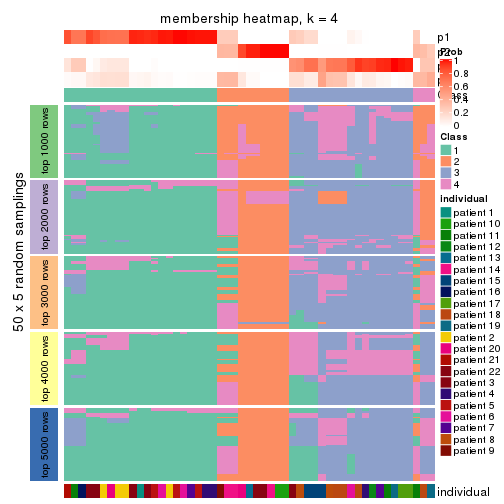 membership heatmap, k = 4
p1
Prob
1
0.8
0.6
0.4
0.2
0
Class
1
2
3
4
individual
patient 1
patient 10
patient 11
patient 12
patient 13
patient 14
patient 15
patient 16
patient 17
patient 18
patient 19
patient 2
patient 20
patient 21
patient 22
patient 3
patient 4
patient 5
patient 6
patient 7
patient 8
patient 9
50 x 5 random samplings
top 1000 rows
top 2000 rows
top 3000 rows
top 4000 rows
top 5000 rows
individual